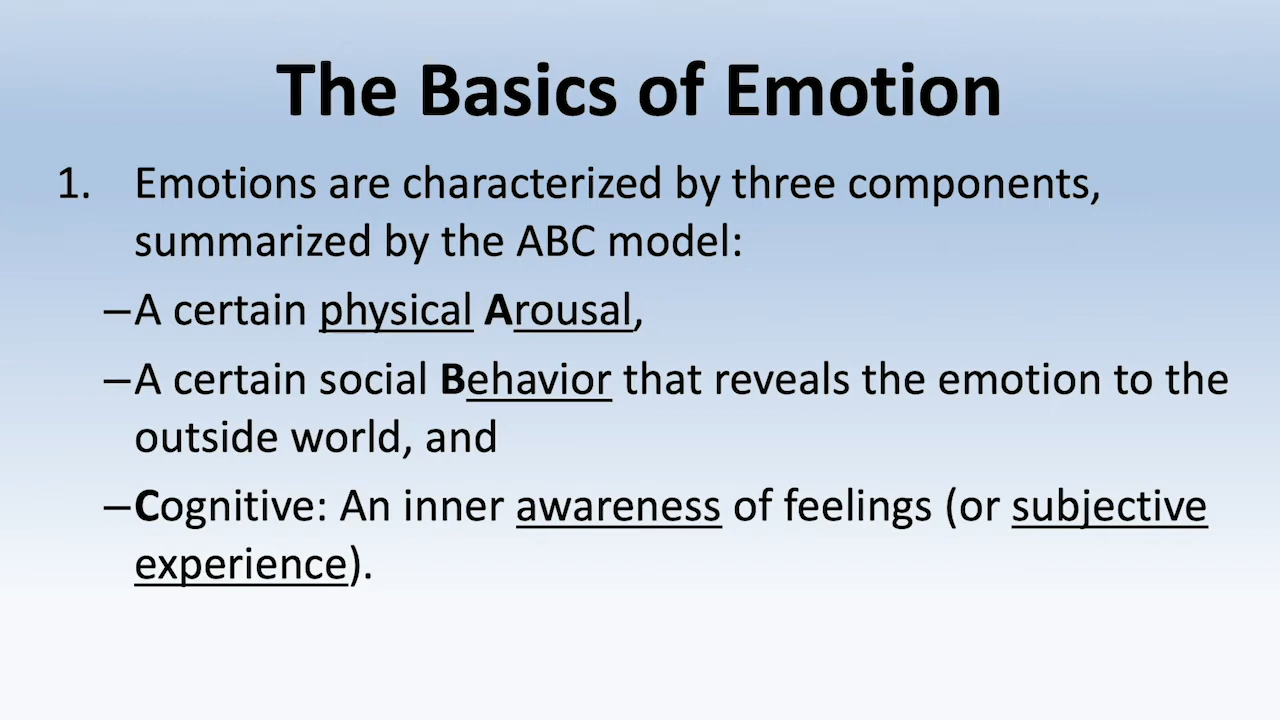 The Basics of Emotion
1. Emotions are characterized by three components,
summarized by the ABC model:
–A certain physical Arousal,
–A certain social Behavior that reveals the emotion to the
outside world, and
–Cognitive: An inner awareness of feelings (or subjective
experience).